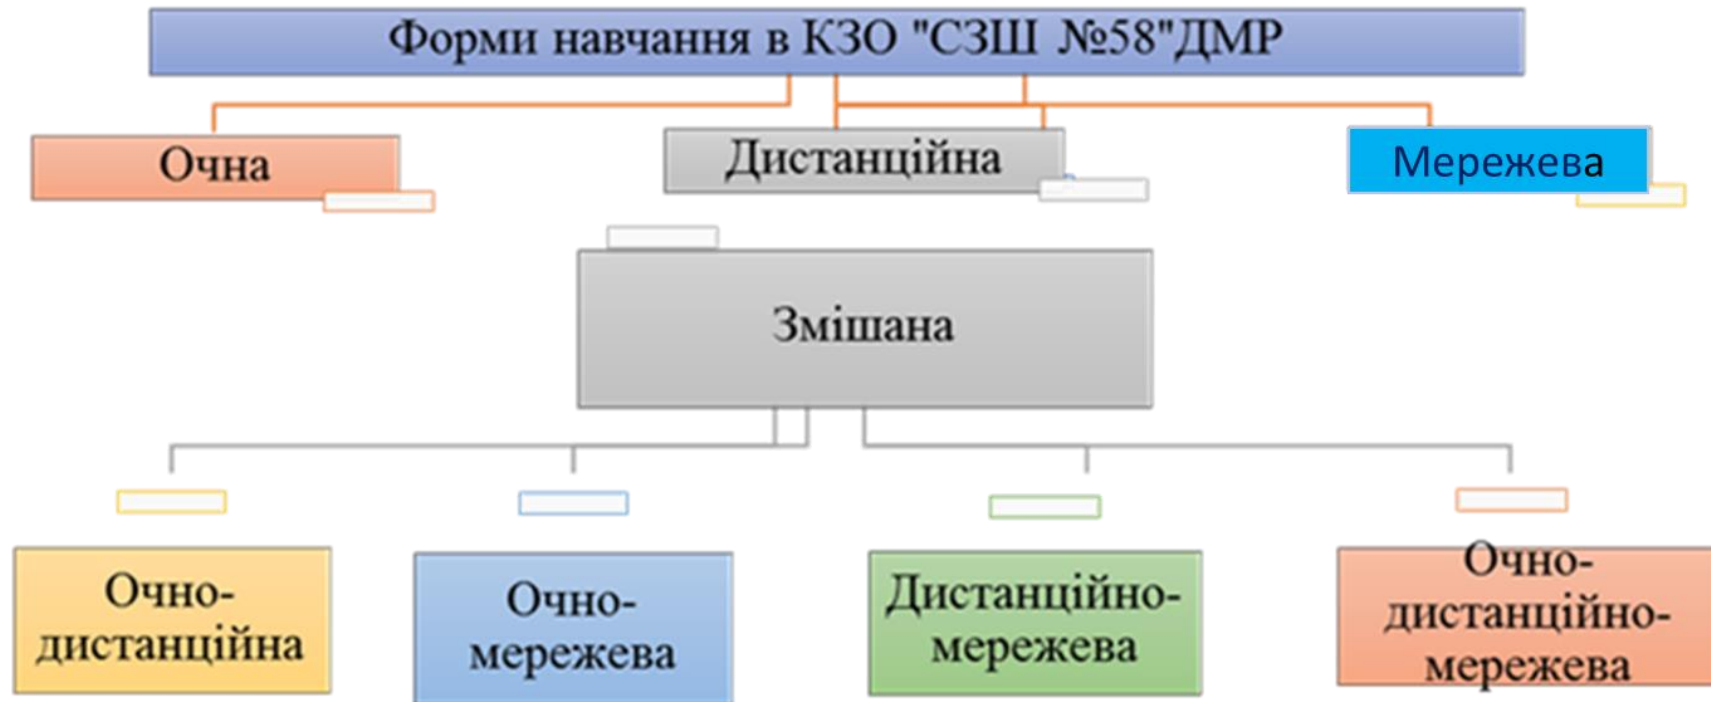 Форми навчання в КЗО "СЗШ №58"ДМР
Очна
Дистанційна
Мережева
Змішана
Очно-
дистанційна
Очно-
мережева
Дистанційно-
мережева
Очно-
дистанційно-
мережева